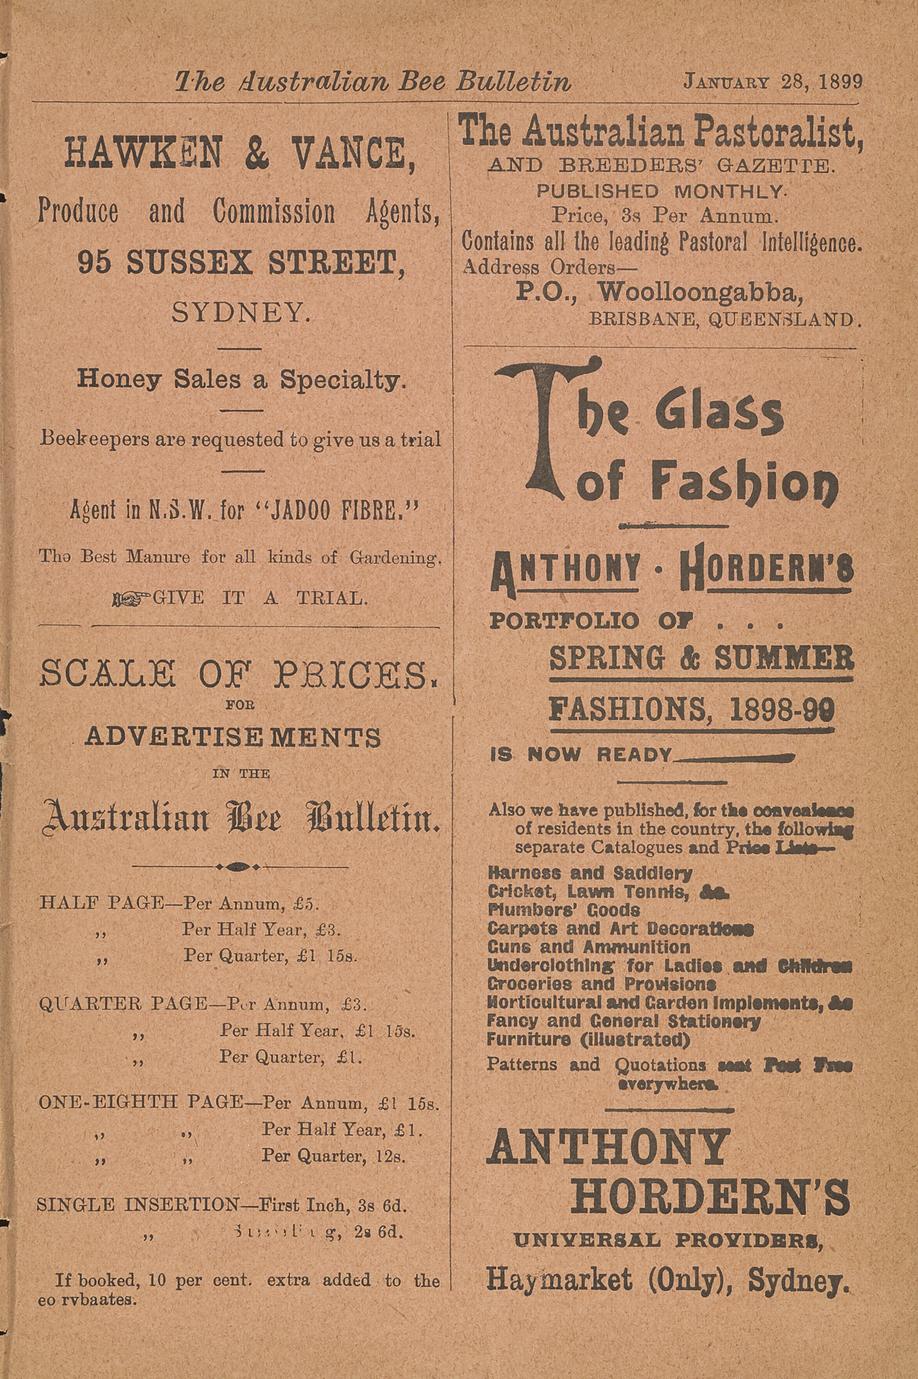 The Australian Bee Bulletin JANUARY 28, 1899
HAWKEN & VANCE,
Produce and Commission Agents,
95 SUSSEX STREET,
SYDNEY.
Honey Sales a Specialty.
Beekeepers are requested to give us a trial
Agent in N.S.W. for “JADOO FIBRE.”
The Best Manure for all kinds of Gardening.
GIVE IT A TRIAL.
SCALE OF PRICES.
FOR
ADVERTISEMENTS
IN THE
Australian Bee Bulletin.
HALF PAGE—Per Annum, £5.
,, Per Half Year, £3.
,, Per Quarter, £1 15s.
QUARTER PAGE—Per Annum, £3.
,, Per Half Year, £1 15s.
,, Per Quarter, £1.
ONE-EIGHTH PAGE—Per Annum, £1 15s.
,, ,, Per Half Year, £1.
,, ,, Per Quarter, 12s.
SINGLE INSERTION—First Inch, 3s 6d.
,, 2s 6d.
If booked, 10 per cent. extra added to the
eo rvbaates.
The Australian Pastoralist,
AND BREEDERS' GAZETTE.
PUBLISHED MONTHLY.
Price, 3s Per Annum.
Contains all the leading Pastoral Intelligence.
Address Orders—
P.O., Woolloongabba,
BRISBANE, QUEENSLAND.
The Glass
of Fashion
ANTHONY · HORDERN'S
PORTFOLIO OF . . .
SPRING & SUMMER
FASHIONS, 1898-99
IS NOW READY
Also we have published, for the convenience
of residents in the country, the following
separate Catalogues and Price Lists—
Harness and Saddlery
Cricket, Lawn Tennis, &c.
Plumbers' Goods
Carpets and Art Decorations
Guns and Ammunition
Underclothing for Ladies and Children
Groceries and Provisions
Horticultural and Garden Implements, &c
Fancy and General Stationery
Furniture (illustrated)
Patterns and Quotations sent Post Free
everywhere.
ANTHONY
HORDERN'S
UNIVERSAL PROVIDERS,
Haymarket (Only), Sydney.